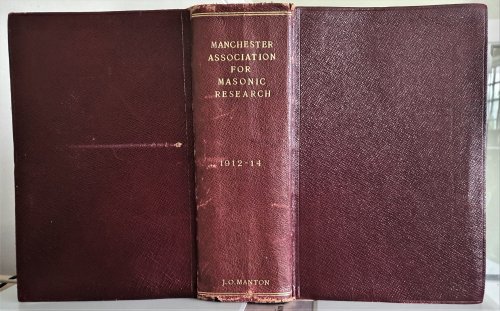 MANCHESTER
ASSOCIATION
FOR
MASONIC
RESEARCH
1912-14
J.O.MANTON